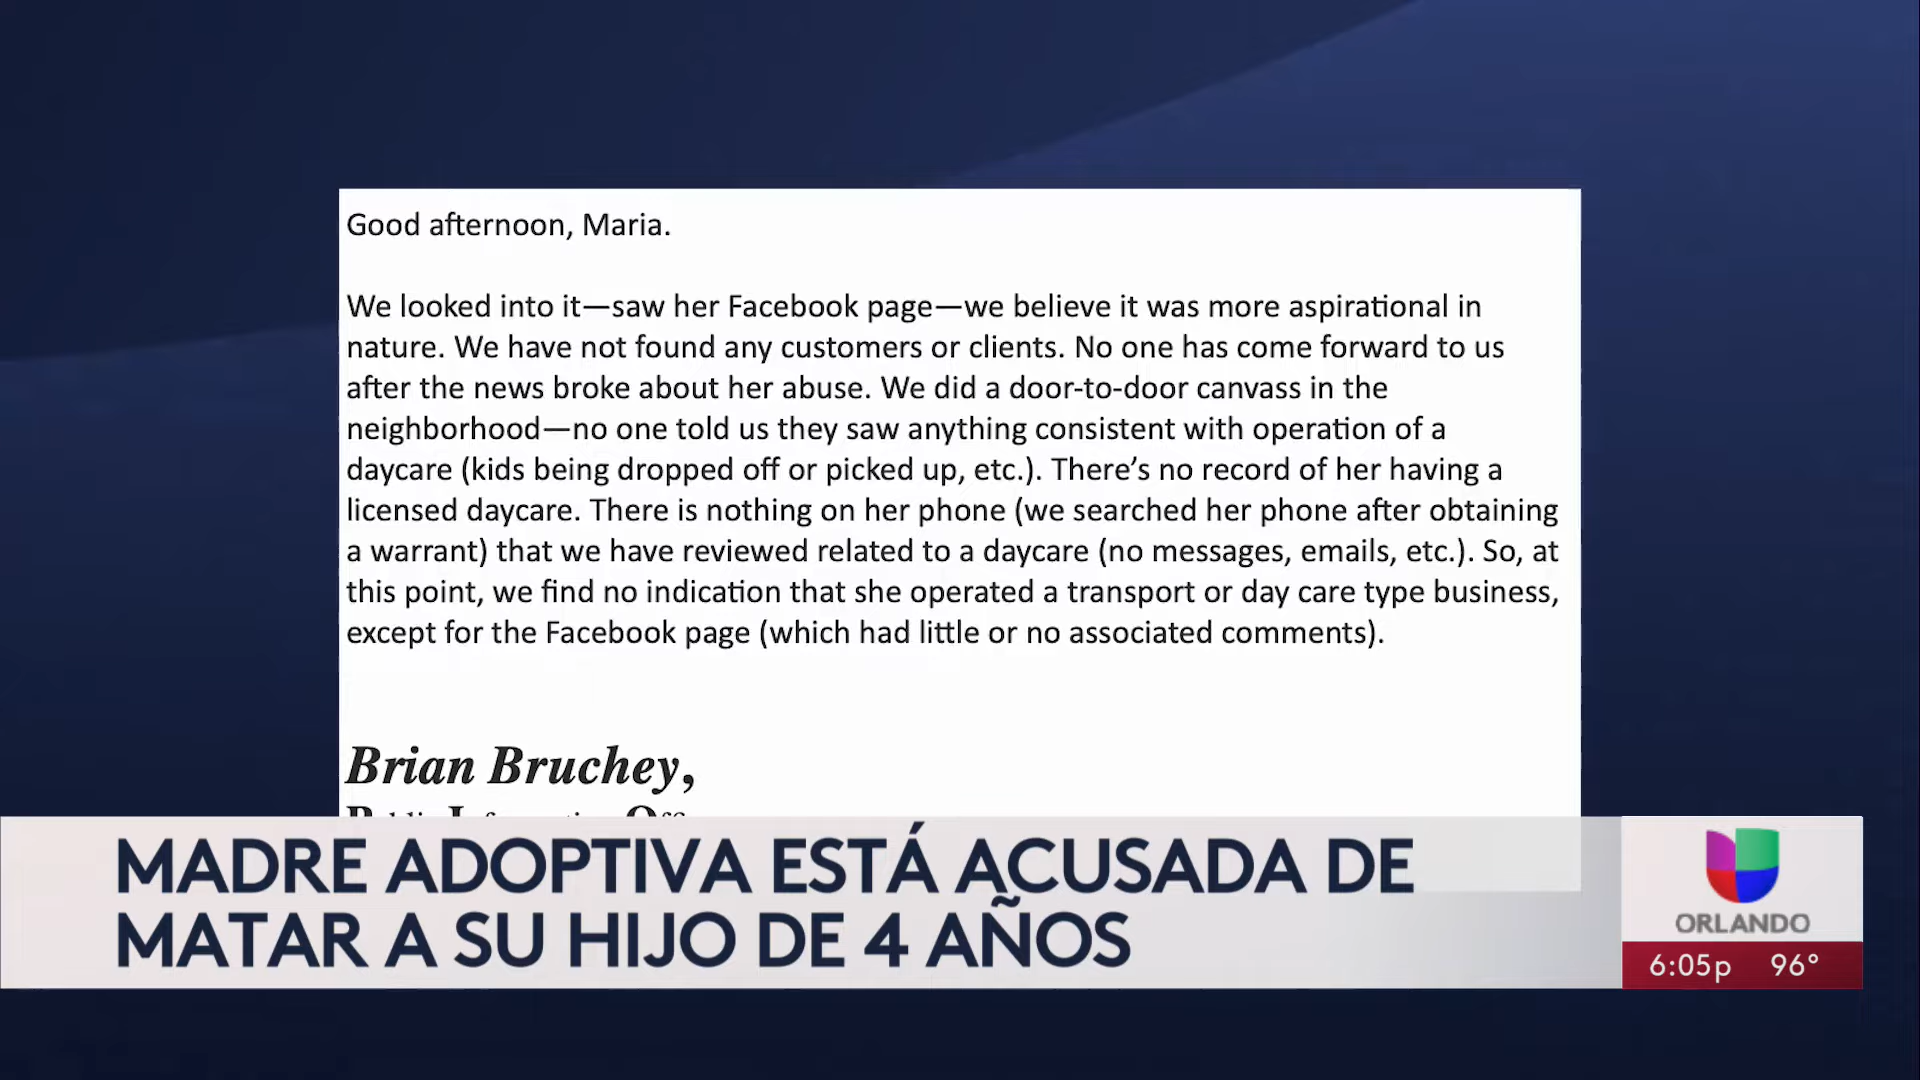 Good afternoon, Maria.
We looked into it—saw her Facebook page—we believe it was more aspirational in
nature. We have not found any customers or clients. No one has come forward to us
after the news broke about her abuse. We did a door-to-door canvass in the
neighborhood—no one told us they saw anything consistent with operation of a
daycare (kids being dropped off or picked up, etc.). There’s no record of her having a
licensed daycare. There is nothing on her phone (we searched her phone after obtaining
a warrant) that we have reviewed related to a daycare (no messages, emails, etc.). So, at
this point, we find no indication that she operated a transport or day care type business,
except for the Facebook page (which had little or no associated comments).
Brian Bruchey,
MADRE ADOPTIVA ESTÁ ACUSADA DE
MATAR A SU HIJO DE 4 AÑOS
ORLANDO
6:05p 96°